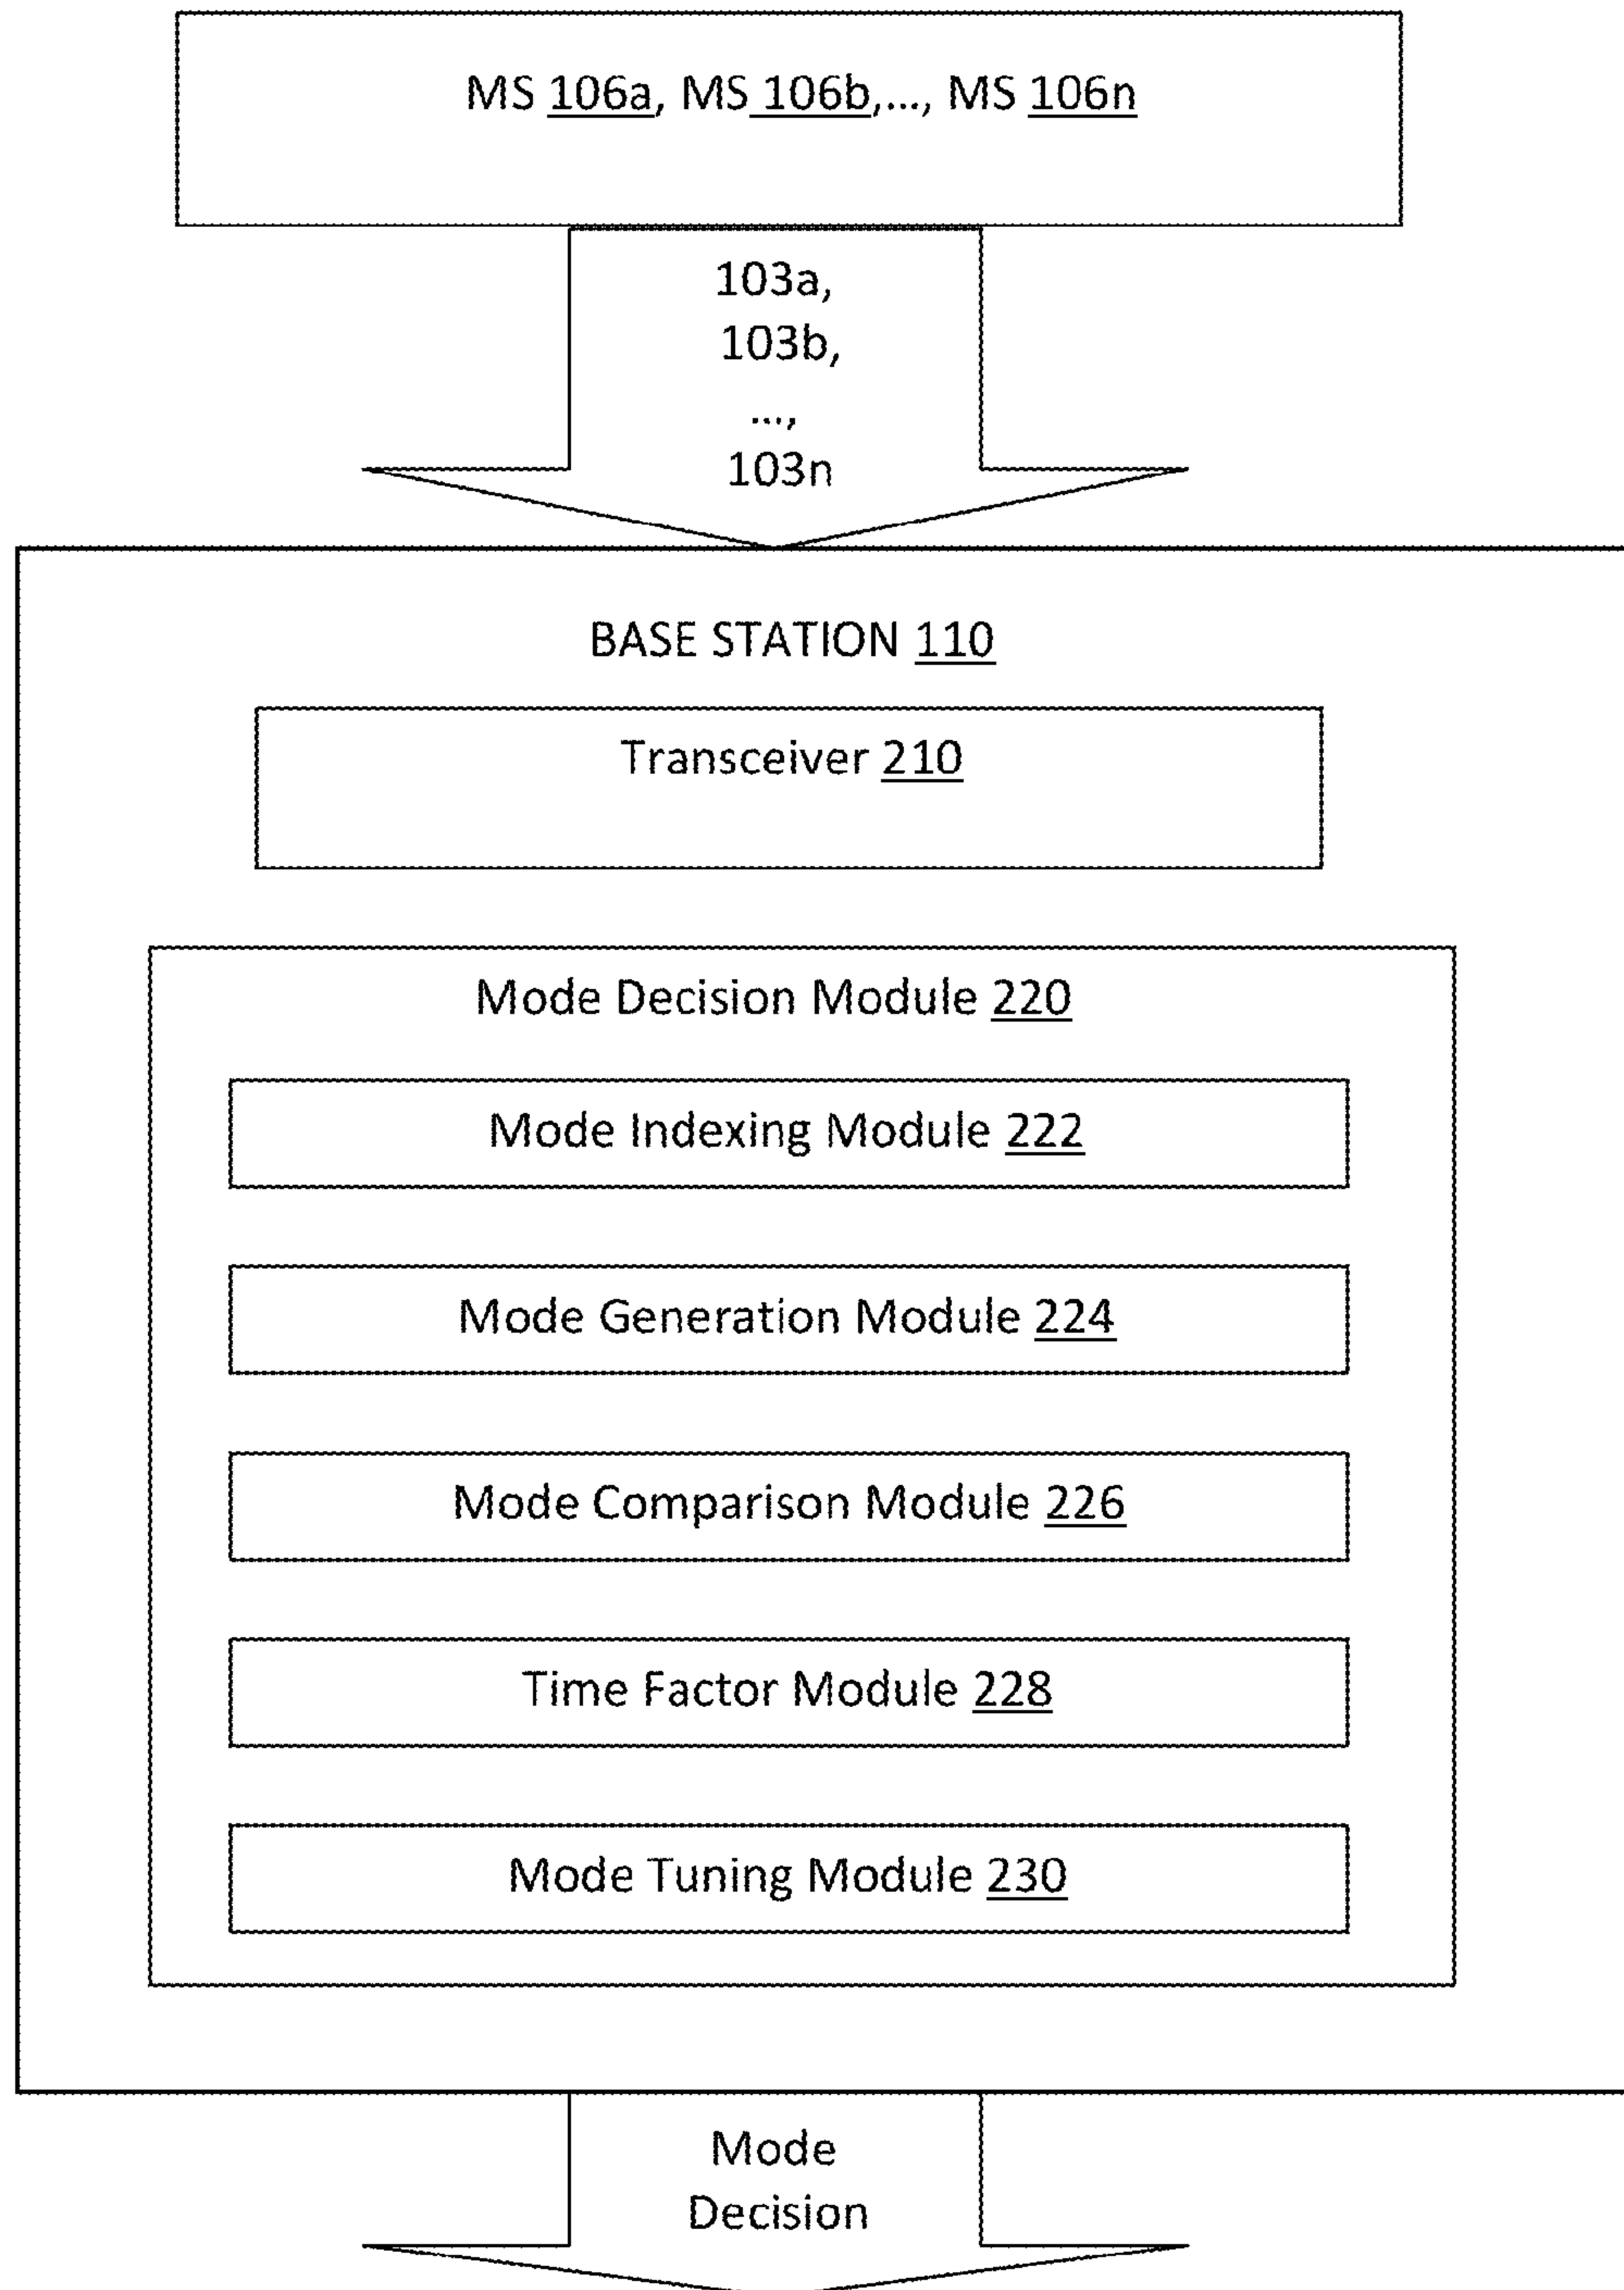 MS 106a, MS 106b,..., MS 106n
103a,
103b,
...,
103n
BASE STATION 110
Transceiver 210
Mode Decision Module 220
Mode Indexing Module 222
Mode Generation Module 224
Mode Comparison Module 226
Time Factor Module 228
Mode Tuning Module 230
Mode
Decision